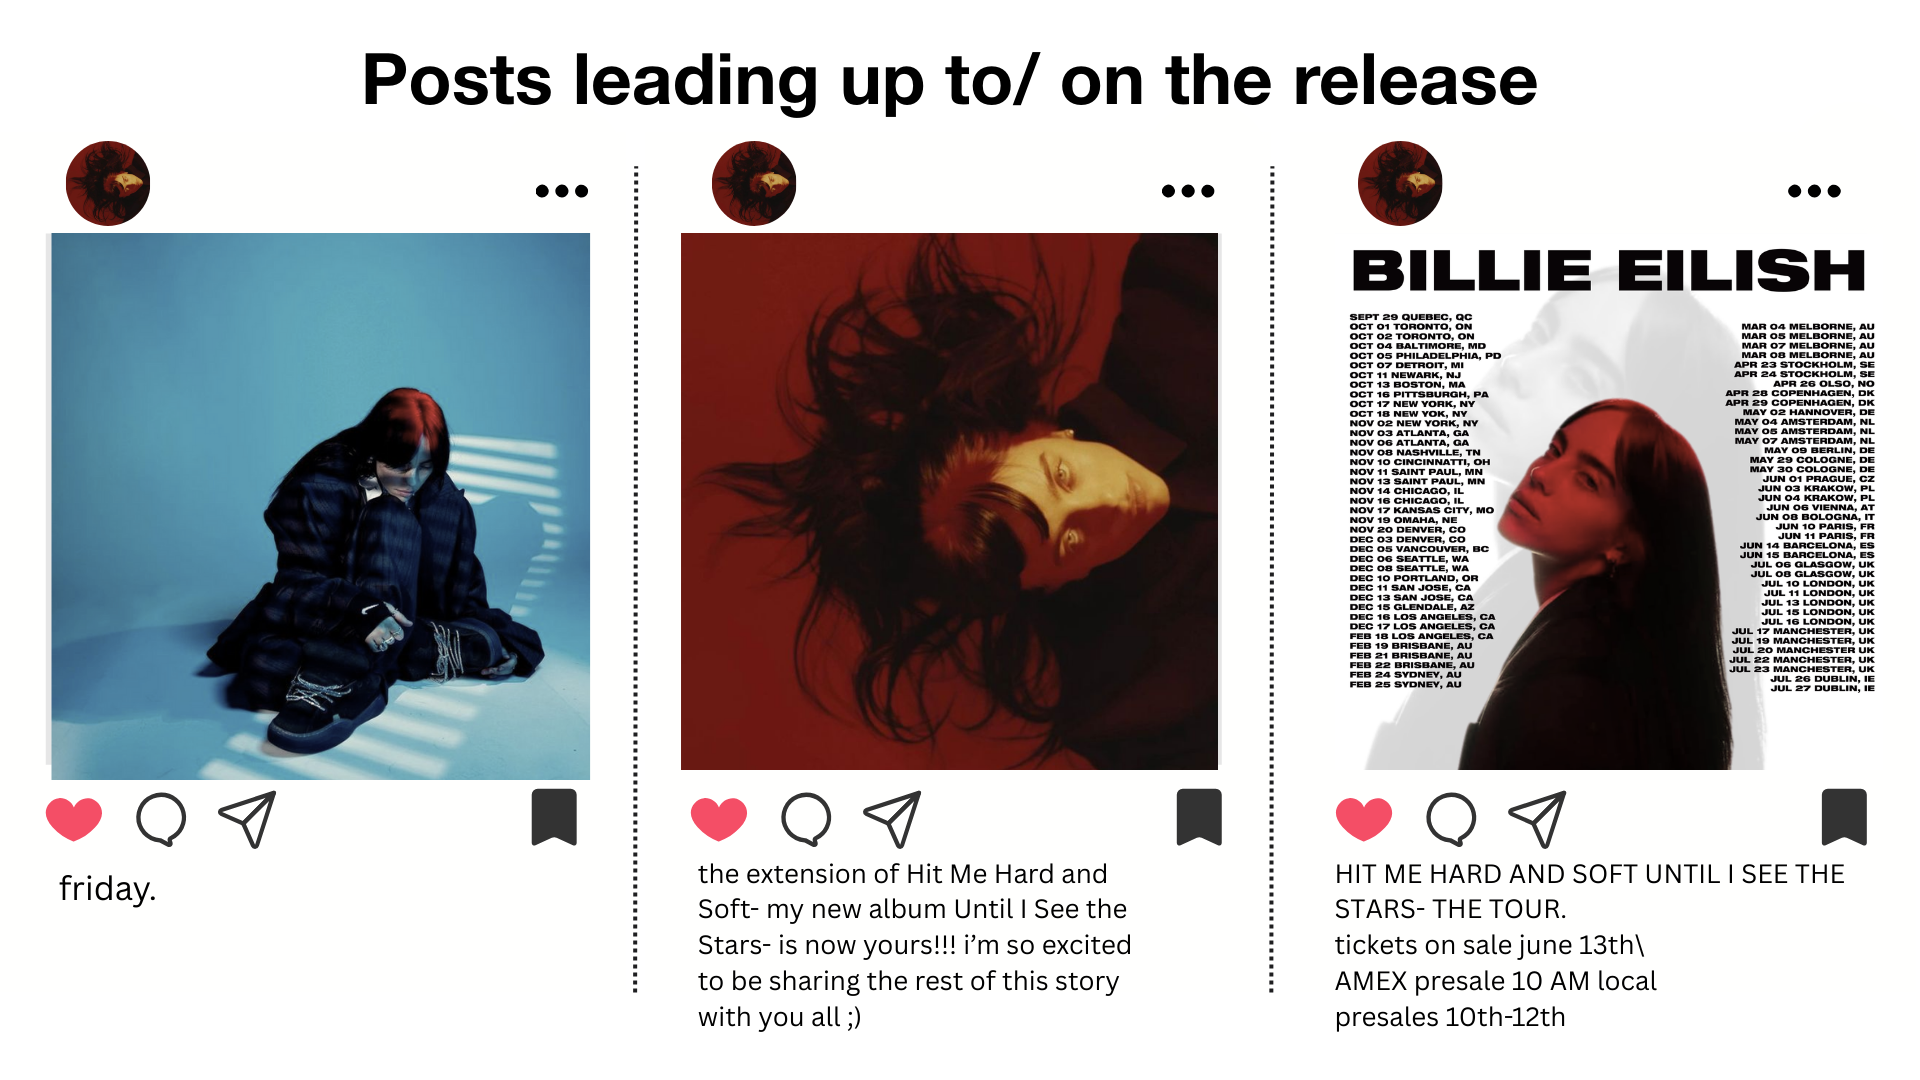 Posts leading up to/ on the release
friday.
the extension of Hit Me Hard and
Soft- my new album Until I See the
Stars- is now yours!!! i'm so excited
to be sharing the rest of this story
with you all ;)
BILLIE EILISH
SEPT 29 QUEBEC, QC
OCT 01 TORONTO, ON
OCT 02 TORONTO, ON
OCT 04 BALTIMORE, MD
OCT 05 PHILADELPHIA, PD
OCT 07 DETROIT, MI
OCT 11 NEWARK, NJ
OCT 13 BOSTON, MA
OCT 16 PITTSBURGH, PA
OCT 17 NEW YORK, NY
OCT 18 NEW YOK, NY
NOV 02 NEW YORK, NY
NOV 03 ATLANTA, GA
NOV 06 ATLANTA, GA
NOV 08 NASHVILLE, TN
NOV 10 CINCINNATTI, OH
NOV 11 SAINT PAUL, MN
NOV 13 SAINT PAUL, MN
NOV 14 CHICAGO, IL
NOV 16 CHICAGO, IL
NOV 17 KANSAS CITY, MO
NOV 19 OMAHA, NE
NOV 20 DENVER, CO
DEC 03 DENVER, CO
DEC 05 VANCOUVER, BC
DEC 06 SEATTLE, WA
DEC 08 SEATTLE, WA
DEC 10 PORTLAND, OR
DEC 11 SAN JOSE, CA
DEC 13 SAN JOSE, CA
DEC 15 GLENDALE, AZ
DEC 16 LOS ANGELES, CA
DEC 17 LOS ANGELES, CA
FEB 18 LOS ANGELES, CA
FEB 19 BRISBANE, AU
FEB 21 BRISBANE, AU
FEB 22 BRISBANE, AU
FEB 24 SYDNEY, AU
FEB 25 SYDNEY, AU
MAR 04 MELBORNE, AU
MAR 05 MELBORNE, AU
MAR 07 MELBORNE, AU
MAR 08 MELBORNE, AU
APR 23 STOCKHOLM, SE
APR 24 STOCKHOLM, SE
APR 26 OLSO, NO
APR 28 COPENHAGEN, DK
APR 29 COPENHAGEN, DK
MAY 02 HANNOVER, DE
MAY 04 AMSTERDAM, NL
MAY 05 AMSTERDAM, NL
MAY 07 AMSTERDAM, NL
MAY 09 BERLIN, DE
MAY 29 COLOGNE, DE
MAY 30 COLOGNE, DE
JUN 01 PRAGUE, CZ
JUN 03 KRAKOW, PL
JUN 04 KRAKOW, PL
JUN 06 VIENNA, AT
JUN 08 BOLOGNA, IT
JUN 10 PARIS, FR
JUN 11 PARIS, FR
JUN 14 BARCELONA, ES
JUN 15 BARCELONA, ES
JUL 06 GLASGOW, UK
JUL 08 GLASGOW, UK
JUL 10 LONDON, UK
JUL 11 LONDON, UK
JUL 13 LONDON, UK
JUL 15 LONDON, UK
JUL 16 LONDON, UK
JUL 17 MANCHESTER, UK
JUL 19 MANCHESTER, UK
JUL 20 MANCHESTER UK
JUL 22 MANCHESTER, UK
JUL 23 MANCHESTER, UK
JUL 26 DUBLIN, IE
JUL 27 DUBLIN, IE
HIT ME HARD AND SOFT UNTIL I SEE THE
STARS- THE TOUR.
tickets on sale june 13th\
AMEX presale 10 AM local
presales 10th-12th